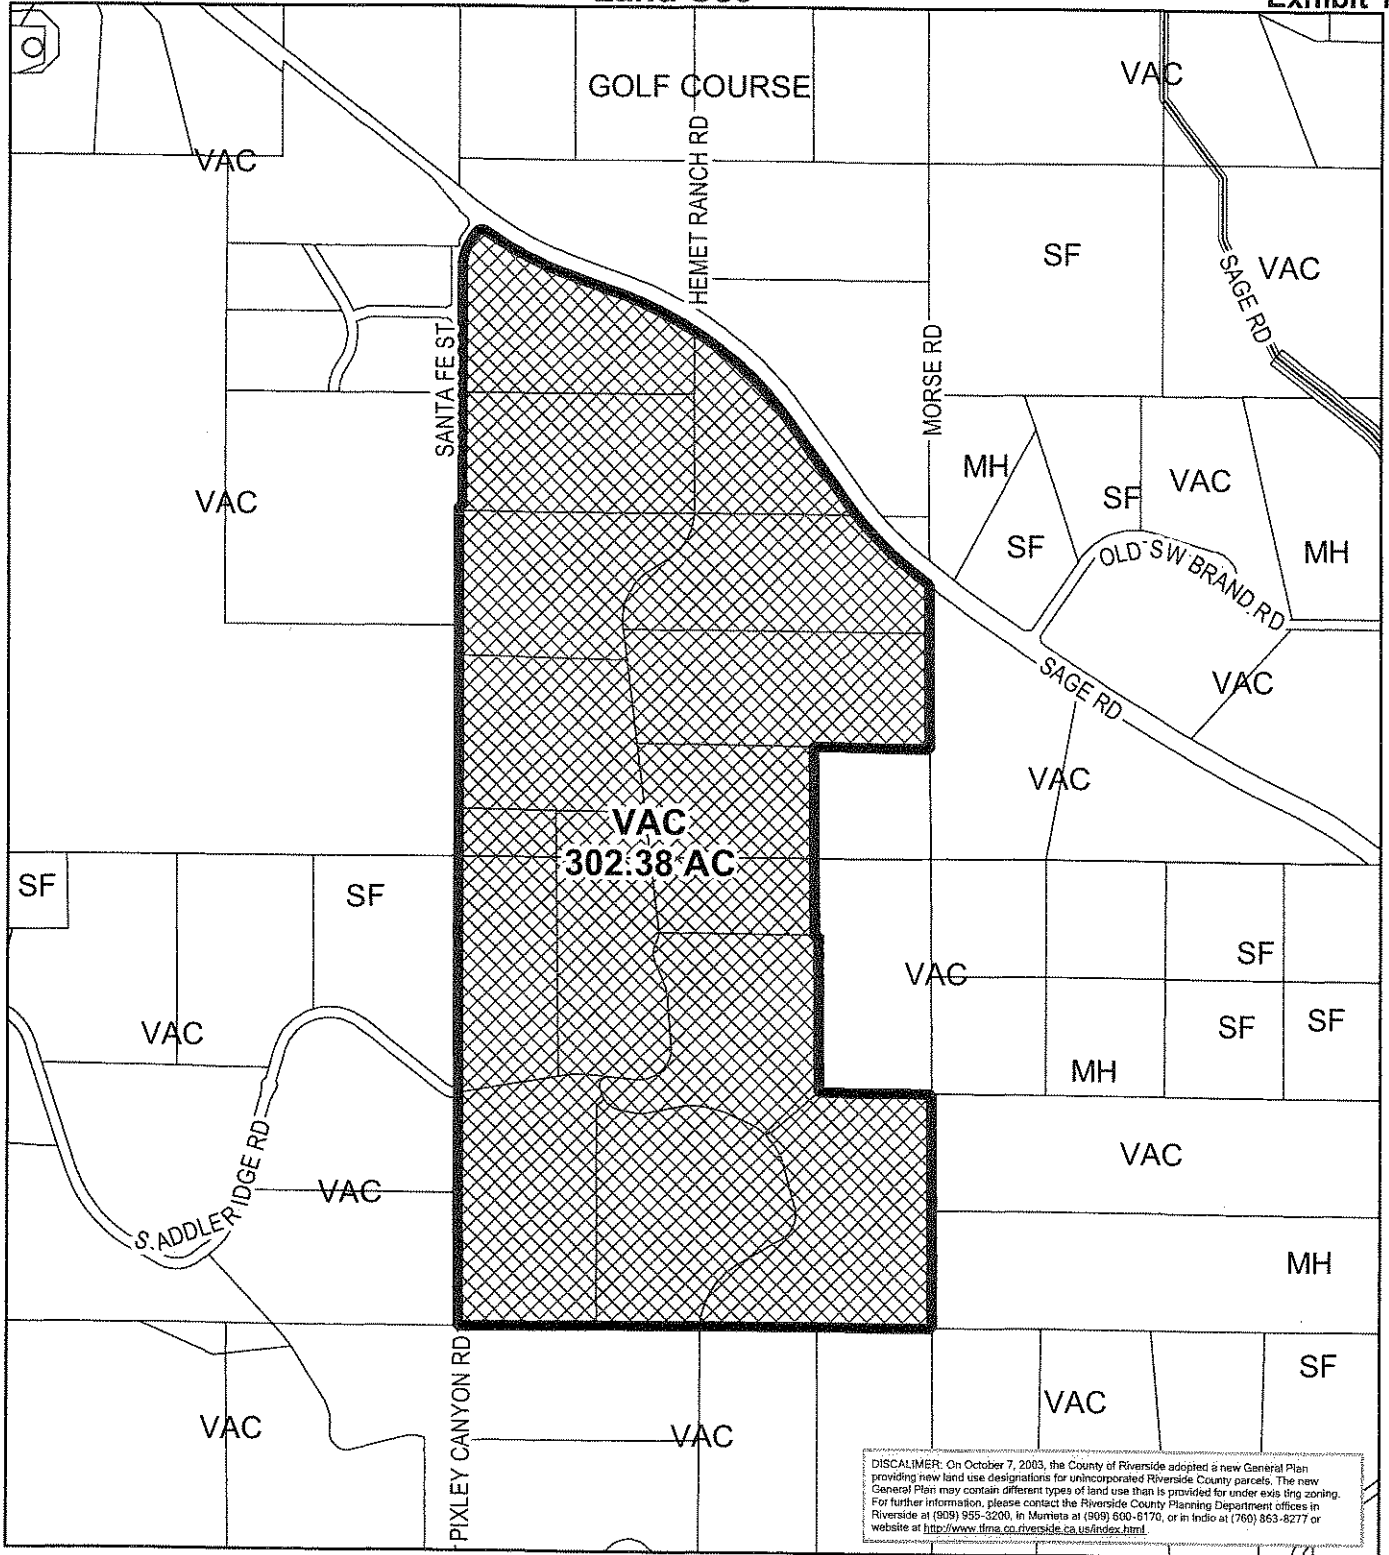 Land Use
Exhibit
GOLF COURSE
VAC
VAC
HEMET RANCH RD
SF
VAC
SAGE RD
SANTA FE ST
MORSE RD
MH
SF
VAC
VAC
SF
MH
OLD SW BRAND RD
SAGE RD
VAC
VAC
VAC
302.38 AC
SF
SF
SF
VAC
VAC
SF
SF
MH
SADDLERIDGE RD
VAC
VAC
MH
SF
PIXLEY CANYON RD
VAC
VAC
VAC
DISCALIMER: On October 7, 2003, the County of Riverside adopted a new General Plan
providing new land use designations for unincorporated Riverside County parcels. The new
General Plan may contain different types of land use than is provided for under existing zoning.
For further information, please contact the Riverside County Planning Department offices in
Riverside at (909) 955-3200, in Murrieta at (909) 600-6170, or in Indio at (760) 863-8277 or
website at http://www.tlma.co.riverside.ca.us/index.html